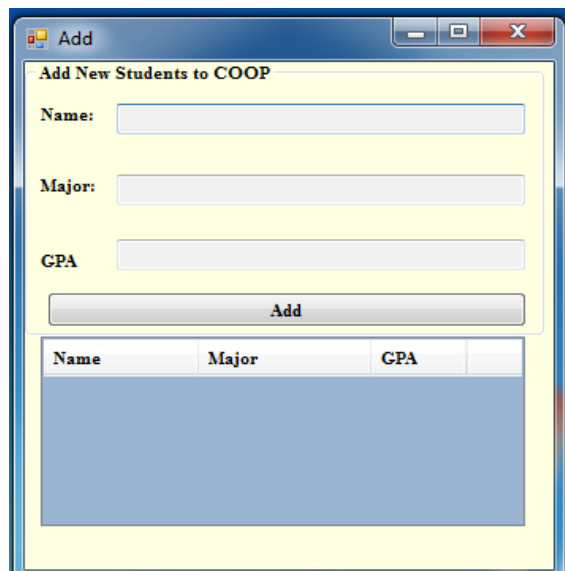 Add
Add New Students to COOP
Name:
Major:
GPA
Add
Name Major GPA